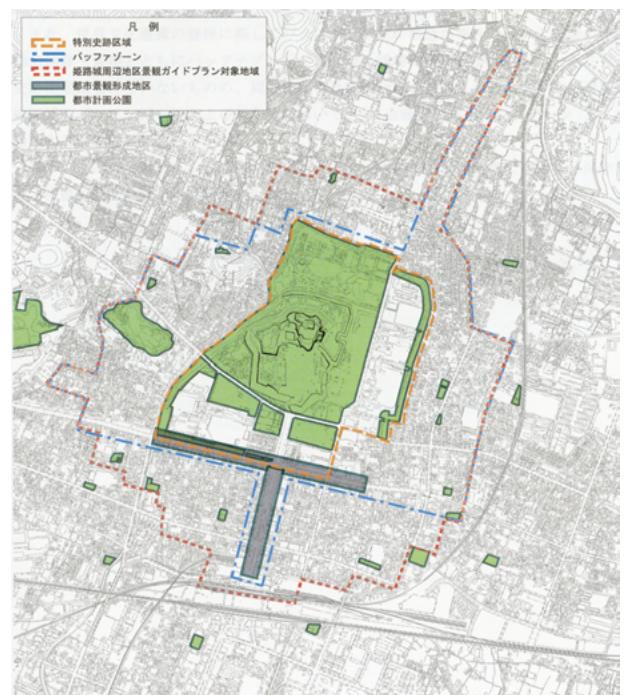 凡 例
特別史跡区域
バッファゾーン
姫路城周辺地区景観ガイドプラン対象地域
都市景観形成地区
都市計画公園